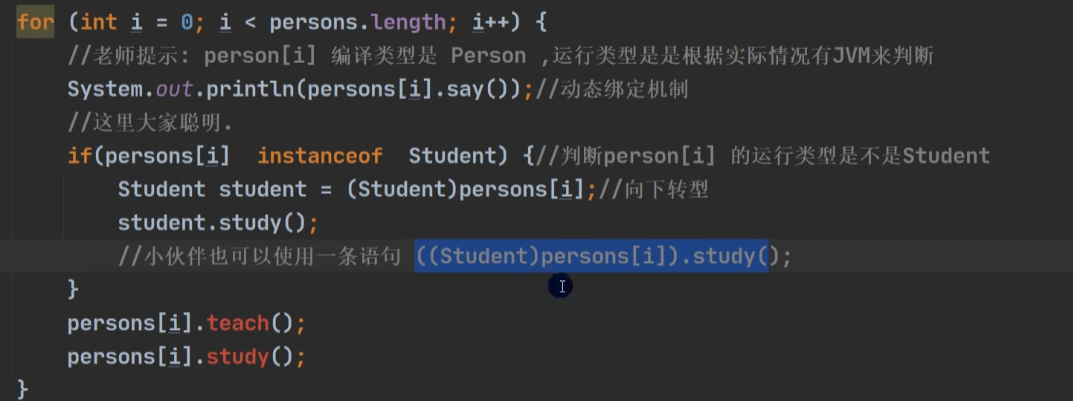 for (int i = 0; i < persons.length; i++) {
//老师提示: person[i] 编译类型是 Person ,运行类型是是根据实际情况有JVM来判断
System.out.println(persons[i].say());//动态绑定机制
//这里大家聪明.
if(persons[i]  instanceof  Student) {//判断person[i] 的运行类型是不是Student
Student student = (Student)persons[i];//向下转型
student.study();
//小伙伴也可以使用一条语句 ((Student)persons[i]).study();
}
persons[i].teach();
persons[i].study();
}